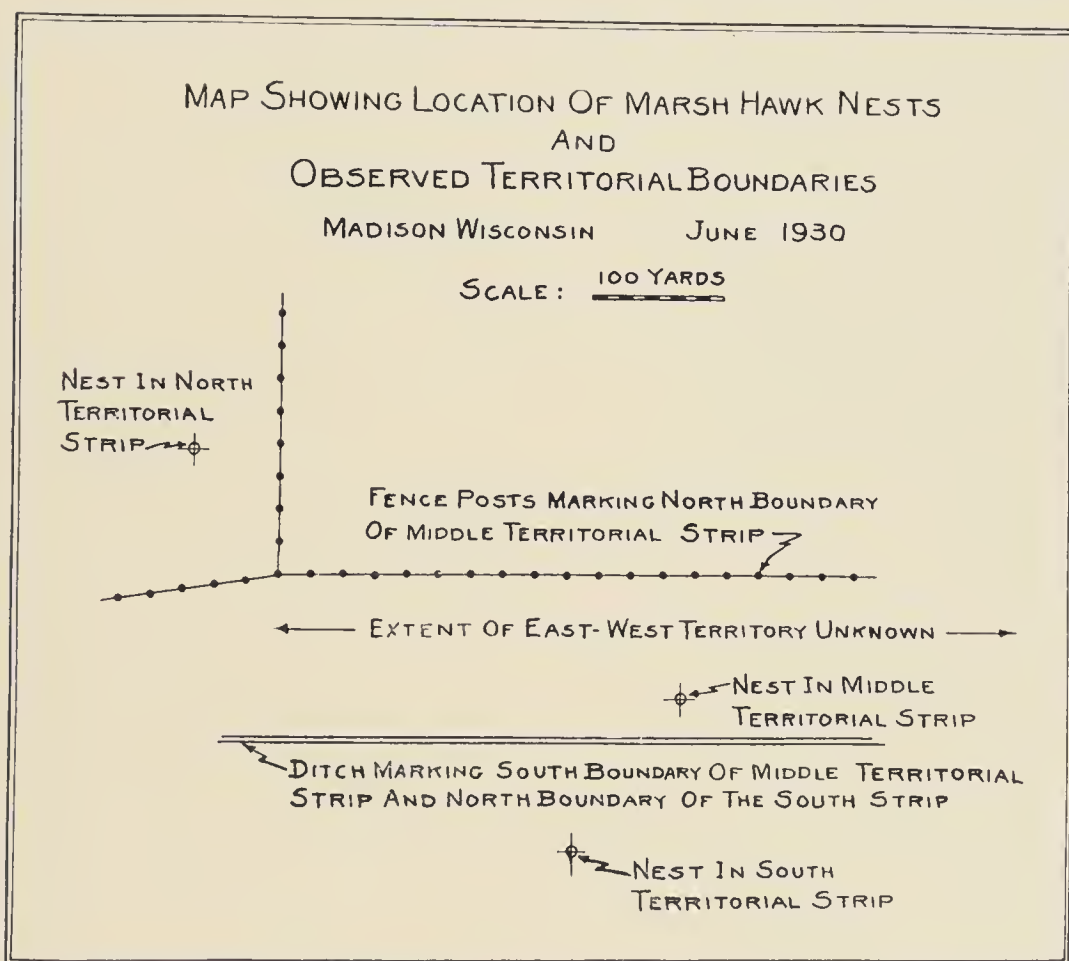 MAP SHOWING LOCATION OF MARSH HAWK NESTS
AND
OBSERVED TERRITORIAL BOUNDARIES
MADISON WISCONSIN JUNE 1930
SCALE: 100 YARDS
NEST IN NORTH
TERRITORIAL
STRIP
FENCE POSTS MARKING NORTH BOUNDARY
OF MIDDLE TERRITORIAL STRIP
EXTENT OF EAST-WEST TERRITORY UNKNOWN
NEST IN MIDDLE
TERRITORIAL STRIP
DITCH MARKING SOUTH BOUNDARY OF MIDDLE TERRITORIAL
STRIP AND NORTH BOUNDARY OF THE SOUTH STRIP
NEST IN SOUTH
TERRITORIAL STRIP